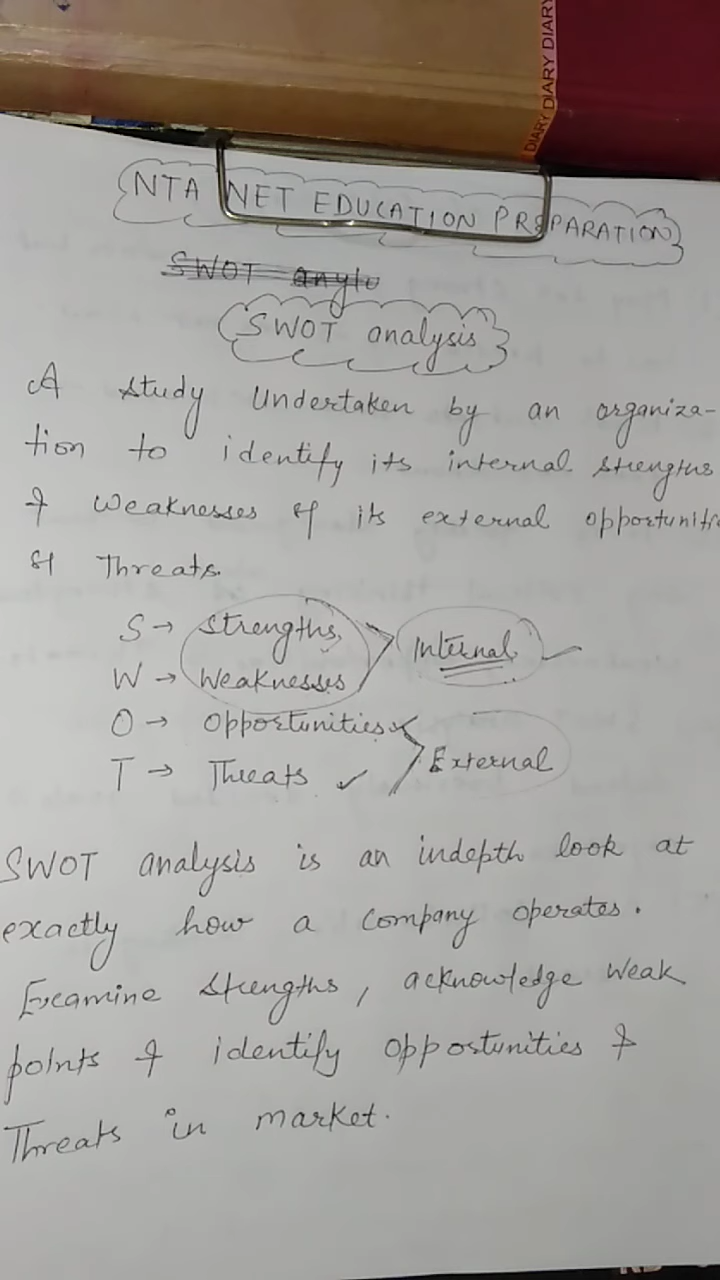 DIARY DIARY DIARY
NTA NET EDUCATION PREPARATION
SWOT analysis
A study Undertaken by an organiza-
tion to identify its internal strengths
& Weaknesses & its external opportuniti
& Threats.
S → Strengths
W → Weaknesses
Internal
O → Opportunities
T → Threats ✓
External
SWOT analysis is an indepth look at
exactly how a company operates.
Examine strengths, acknowledge weak
points & identify opportunities &
Threats in market.